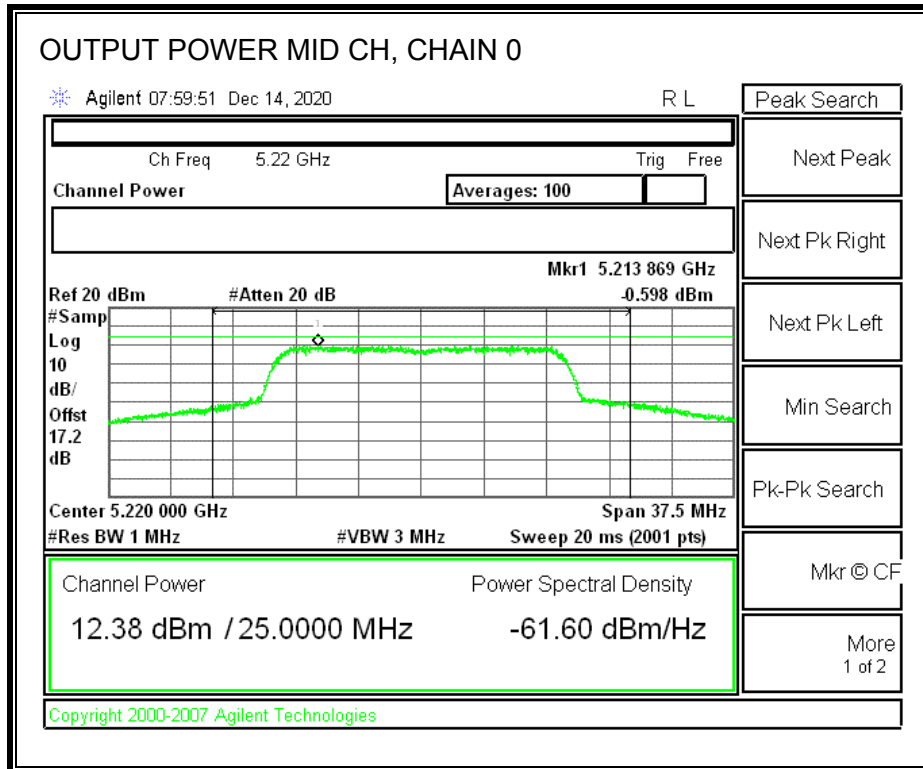 OUTPUT POWER MID CH, CHAIN 0
Agilent 07:59:51 Dec 14, 2020 R L
Peak Search
Ch Freq 5.22 GHz Trig Free
Channel Power Averages: 100
Mkr1 5.213 869 GHz
Ref 20 dBm #Atten 20 dB -0.598 dBm
#Samp
Log
10
dB/
Offst
17.2
dB
1
Center 5.220 000 GHz Span 37.5 MHz
#Res BW 1 MHz #VBW 3 MHz Sweep 20 ms (2001 pts)
Channel Power Power Spectral Density
12.38 dBm / 25.0000 MHz -61.60 dBm/Hz
Next Peak
Next Pk Right
Next Pk Left
Min Search
Pk-Pk Search
Mkr © CF
More
1 of 2
Copyright 2000-2007 Agilent Technologies